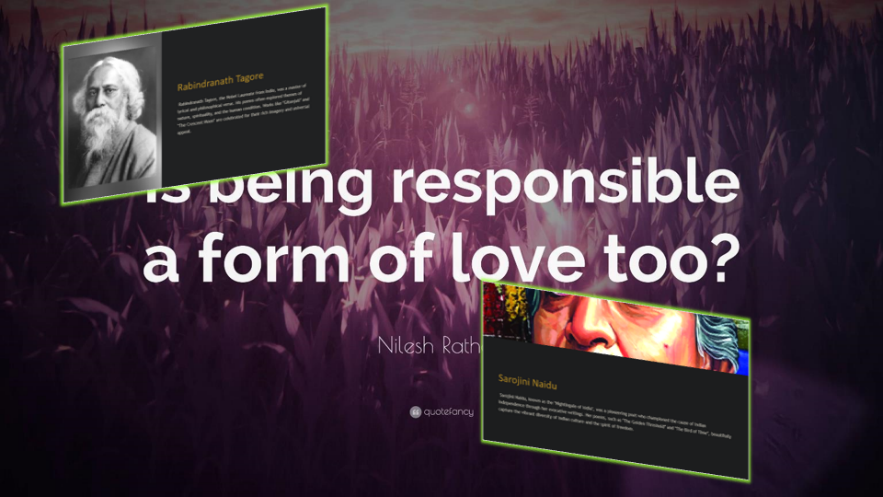 Rabindranath Tagore
Rabindranath Tagore, the Nobel Laureate from India, was a master of
lyrical and philosophical verse. His poems often explored themes of
nature, spirituality, and the human condition. Works like "Gitanjali" and
"The Crescent Moon" are celebrated for their rich imagery and universal
appeal.
Is being responsible
a form of love too?
Nilesh Rath
quotefancy
Sarojini Naidu
Sarojini Naidu, known as the "Nightingale of India", was a pioneering poet who championed the cause of Indian
independence through her evocative writings. Her poems, such as "The Golden Threshold" and "The Bird of Time", beautifully
capture the vibrant diversity of Indian culture and the spirit of freedom.